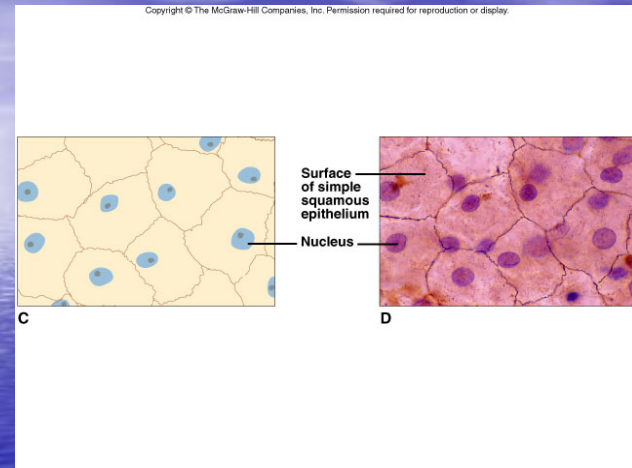 Copyright © The McGraw-Hill Companies, Inc. Permission required for reproduction or display.
Surface
of simple
squamous
epithelium
Nucleus
C
D